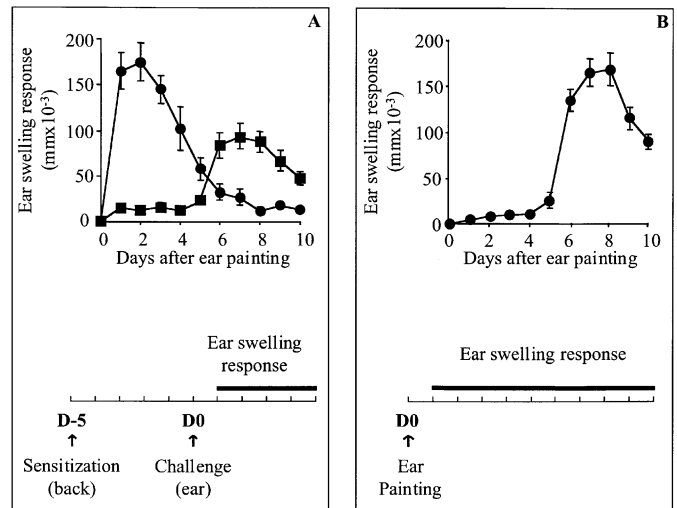 A
Ear swelling response
(mmx10-3)
200
150
100
50
0
0 2 4 6 8 10
Days after ear painting
Ear swelling
response
D-5 D0
Sensitization
(back)
Challenge
(ear)
B
Ear swelling response
(mmx10-3)
200
150
100
50
0
0 2 4 6 8 10
Days after ear painting
Ear swelling response
D0
Ear
Painting